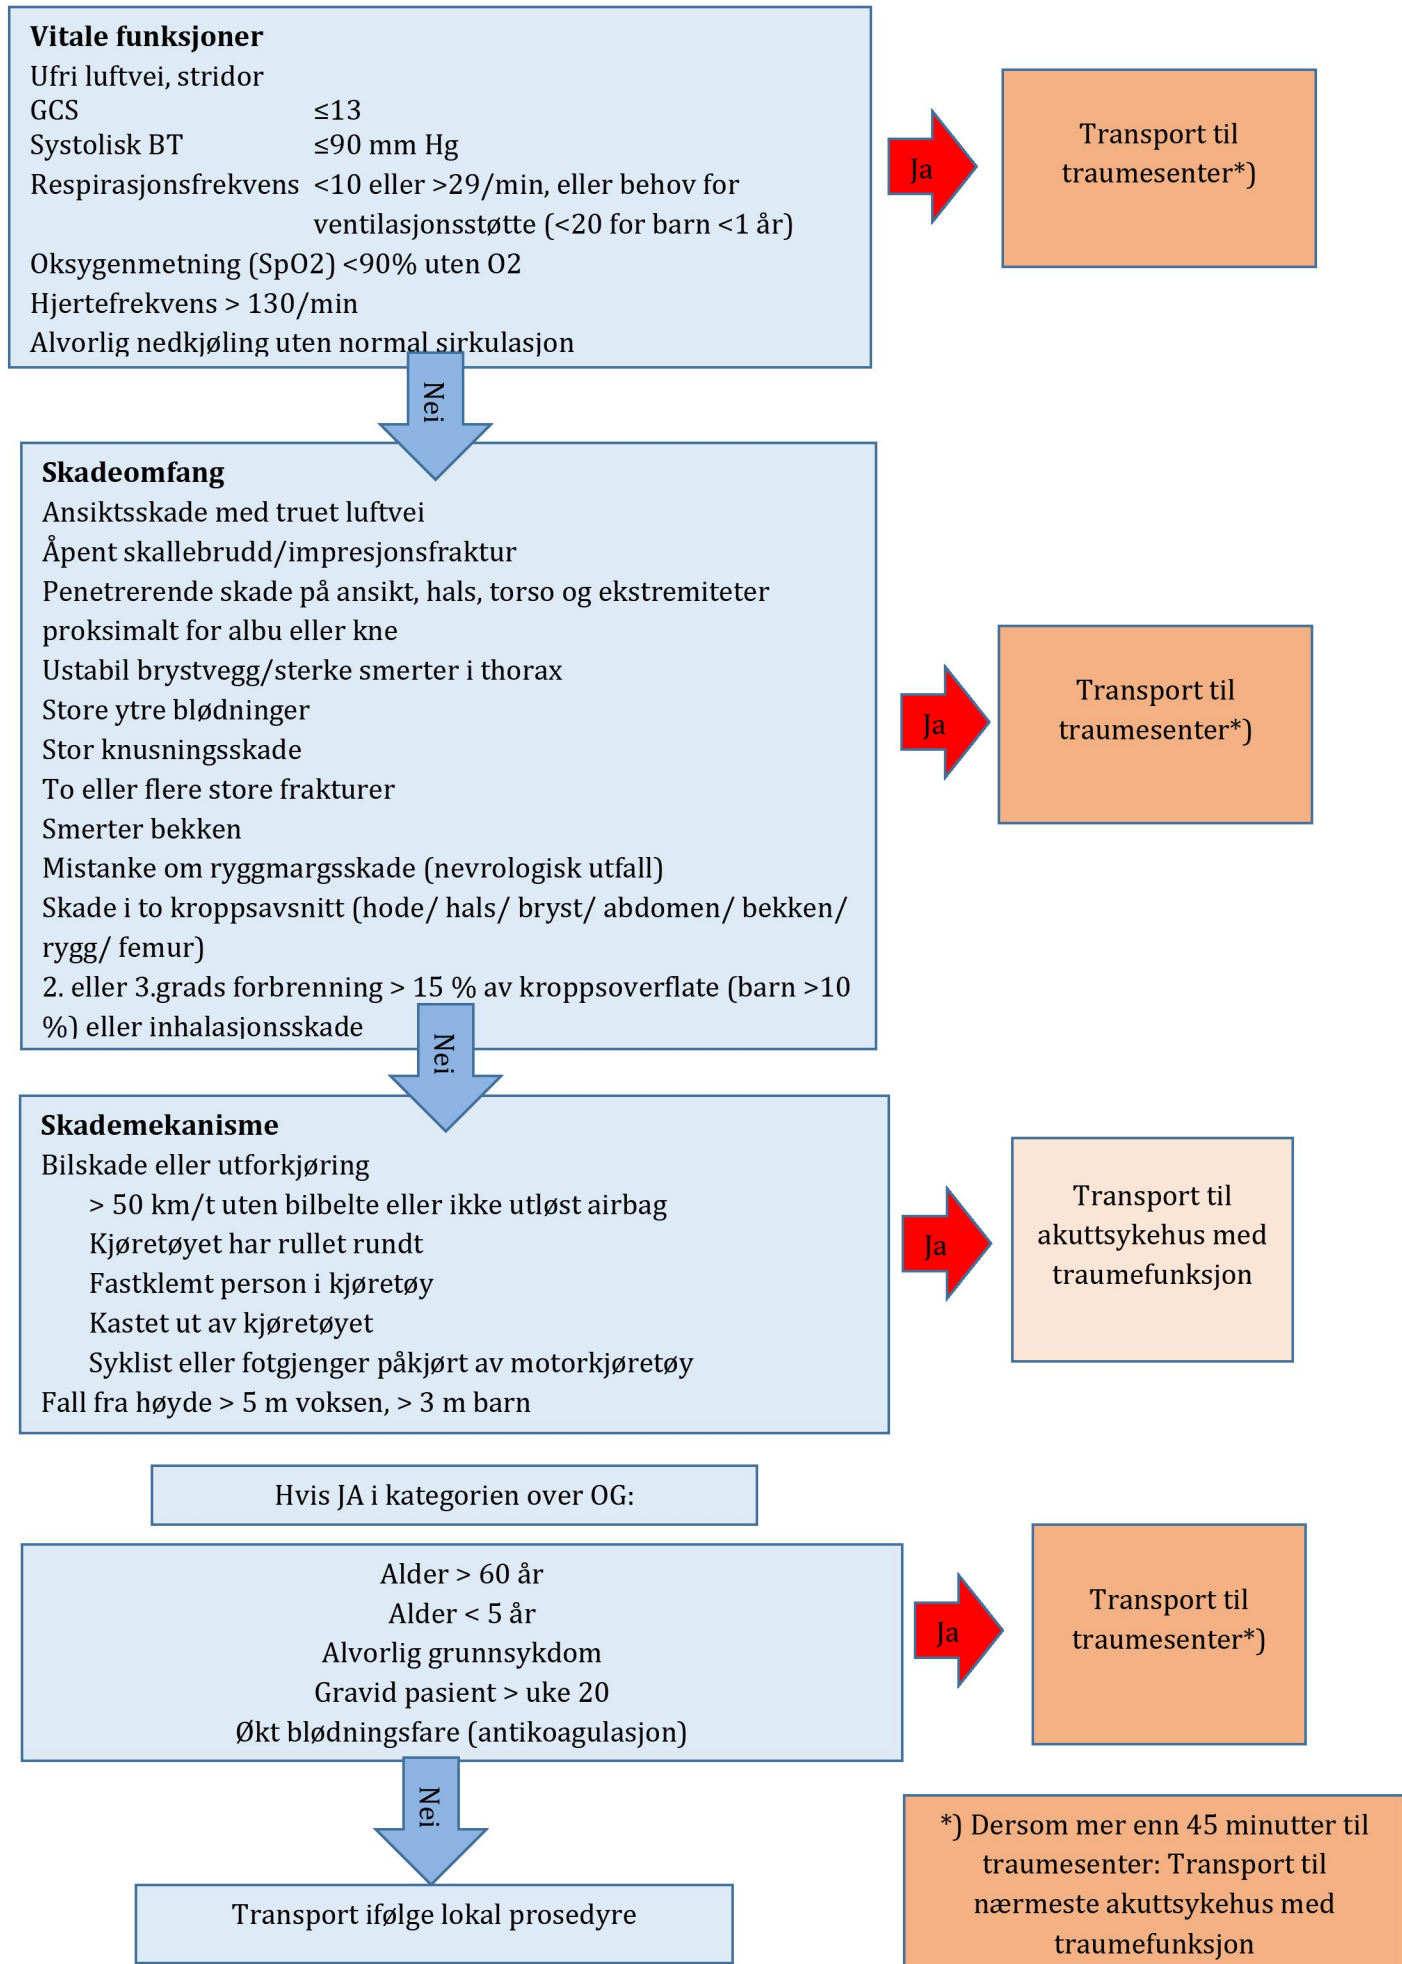 Vitale funksjoner
Ufri luftvei, stridor
GCS ≤13
Systolisk BT ≤90 mm Hg
Respirasjonsfrekvens <10 eller >29/min, eller behov for
ventilasjonsstøtte (<20 for barn <1 år)
Oksygenmetning (SpO2) <90% uten O2
Hjertefrekvens > 130/min
Alvorlig nedkjøling uten normal sirkulasjon
Ja
Transport til
traumesenter*)
Nei
Skadeomfang
Ansiktsskade med truet luftvei
Åpent skallebrudd/impresjonsfraktur
Penetrerende skade på ansikt, hals, torso og ekstremiteter
proksimalt for albu eller kne
Ustabil brystvegg/sterke smerter i thorax
Store ytre blødninger
Stor knusningsskade
To eller flere store frakturer
Smerter bekken
Mistanke om ryggmargsskade (nevrologisk utfall)
Skade i to kroppsavsnitt (hode/ hals/ bryst/ abdomen/ bekken/
rygg/ femur)
2. eller 3.grads forbrenning > 15 % av kroppsoverflate (barn >10
%) eller inhalasjonsskade
Ja
Transport til
traumesenter*)
Nei
Skademekanisme
Bilskade eller utforkjøring
> 50 km/t uten bilbelte eller ikke utløst airbag
Kjøretøyet har rullet rundt
Fastklemt person i kjøretøy
Kastet ut av kjøretøyet
Syklist eller fotgjenger påkjørt av motorkjøretøy
Fall fra høyde > 5 m voksen, > 3 m barn
Ja
Transport til
akuttsykehus med
traumefunksjon
Hvis JA i kategorien over OG:
Alder > 60 år
Alder < 5 år
Alvorlig grunnsykdom
Gravid pasient > uke 20
Økt blødningsfare (antikoagulasjon)
Ja
Transport til
traumesenter*)
Nei
Transport ifølge lokal prosedyre
*) Dersom mer enn 45 minutter til
traumesenter: Transport til
nærmeste akuttsykehus med
traumefunksjon